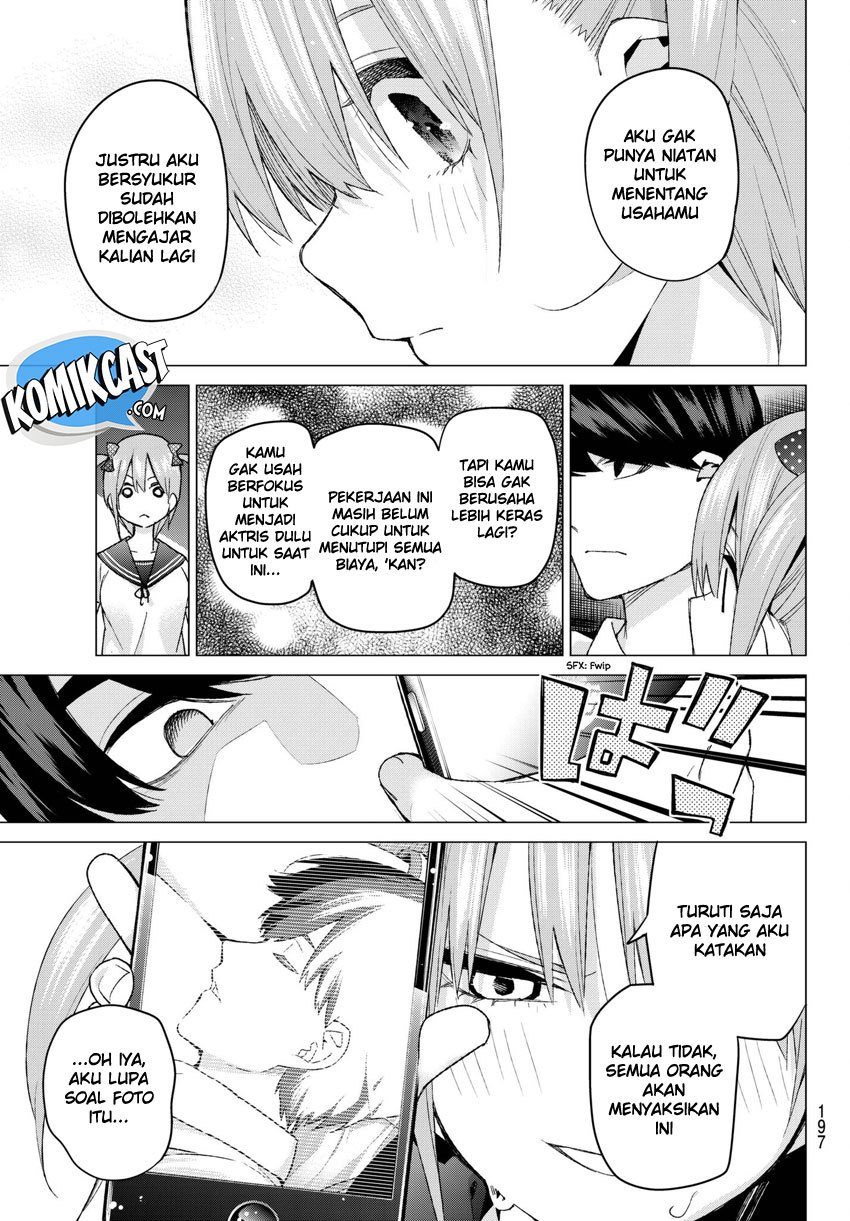 AKU GAK
PUNYA NIATAN
UNTUK
MENENTANG
USAHAMU
JUSTRU AKU
BERSYUKUR
SUDAH
DIBOLEHKAN
MENGAJAR
KALIAN LAGI
KOMIKCAST
.COM
TAPI KAMU
BISA GAK
BERUSAHA
LEBIH KERAS
LAGI?
PEKERJAAN INI
MASIH BELUM
CUKUP UNTUK
MENUTUPI SEMUA
BIAYA, 'KAN?
KAMU
GAK USAH
BERFOKUS
UNTUK
MENJADI
AKTRIS DULU
UNTUK SAAT
INI...
SFX: Fwip
ばッ
TURUTI SAJA
APA YANG AKU
KATAKAN
KALAU TIDAK,
SEMUA ORANG
AKAN
MENYAKSIKAN
INI
...OH IYA,
AKU LUPA
SOAL FOTO
ITU...
197